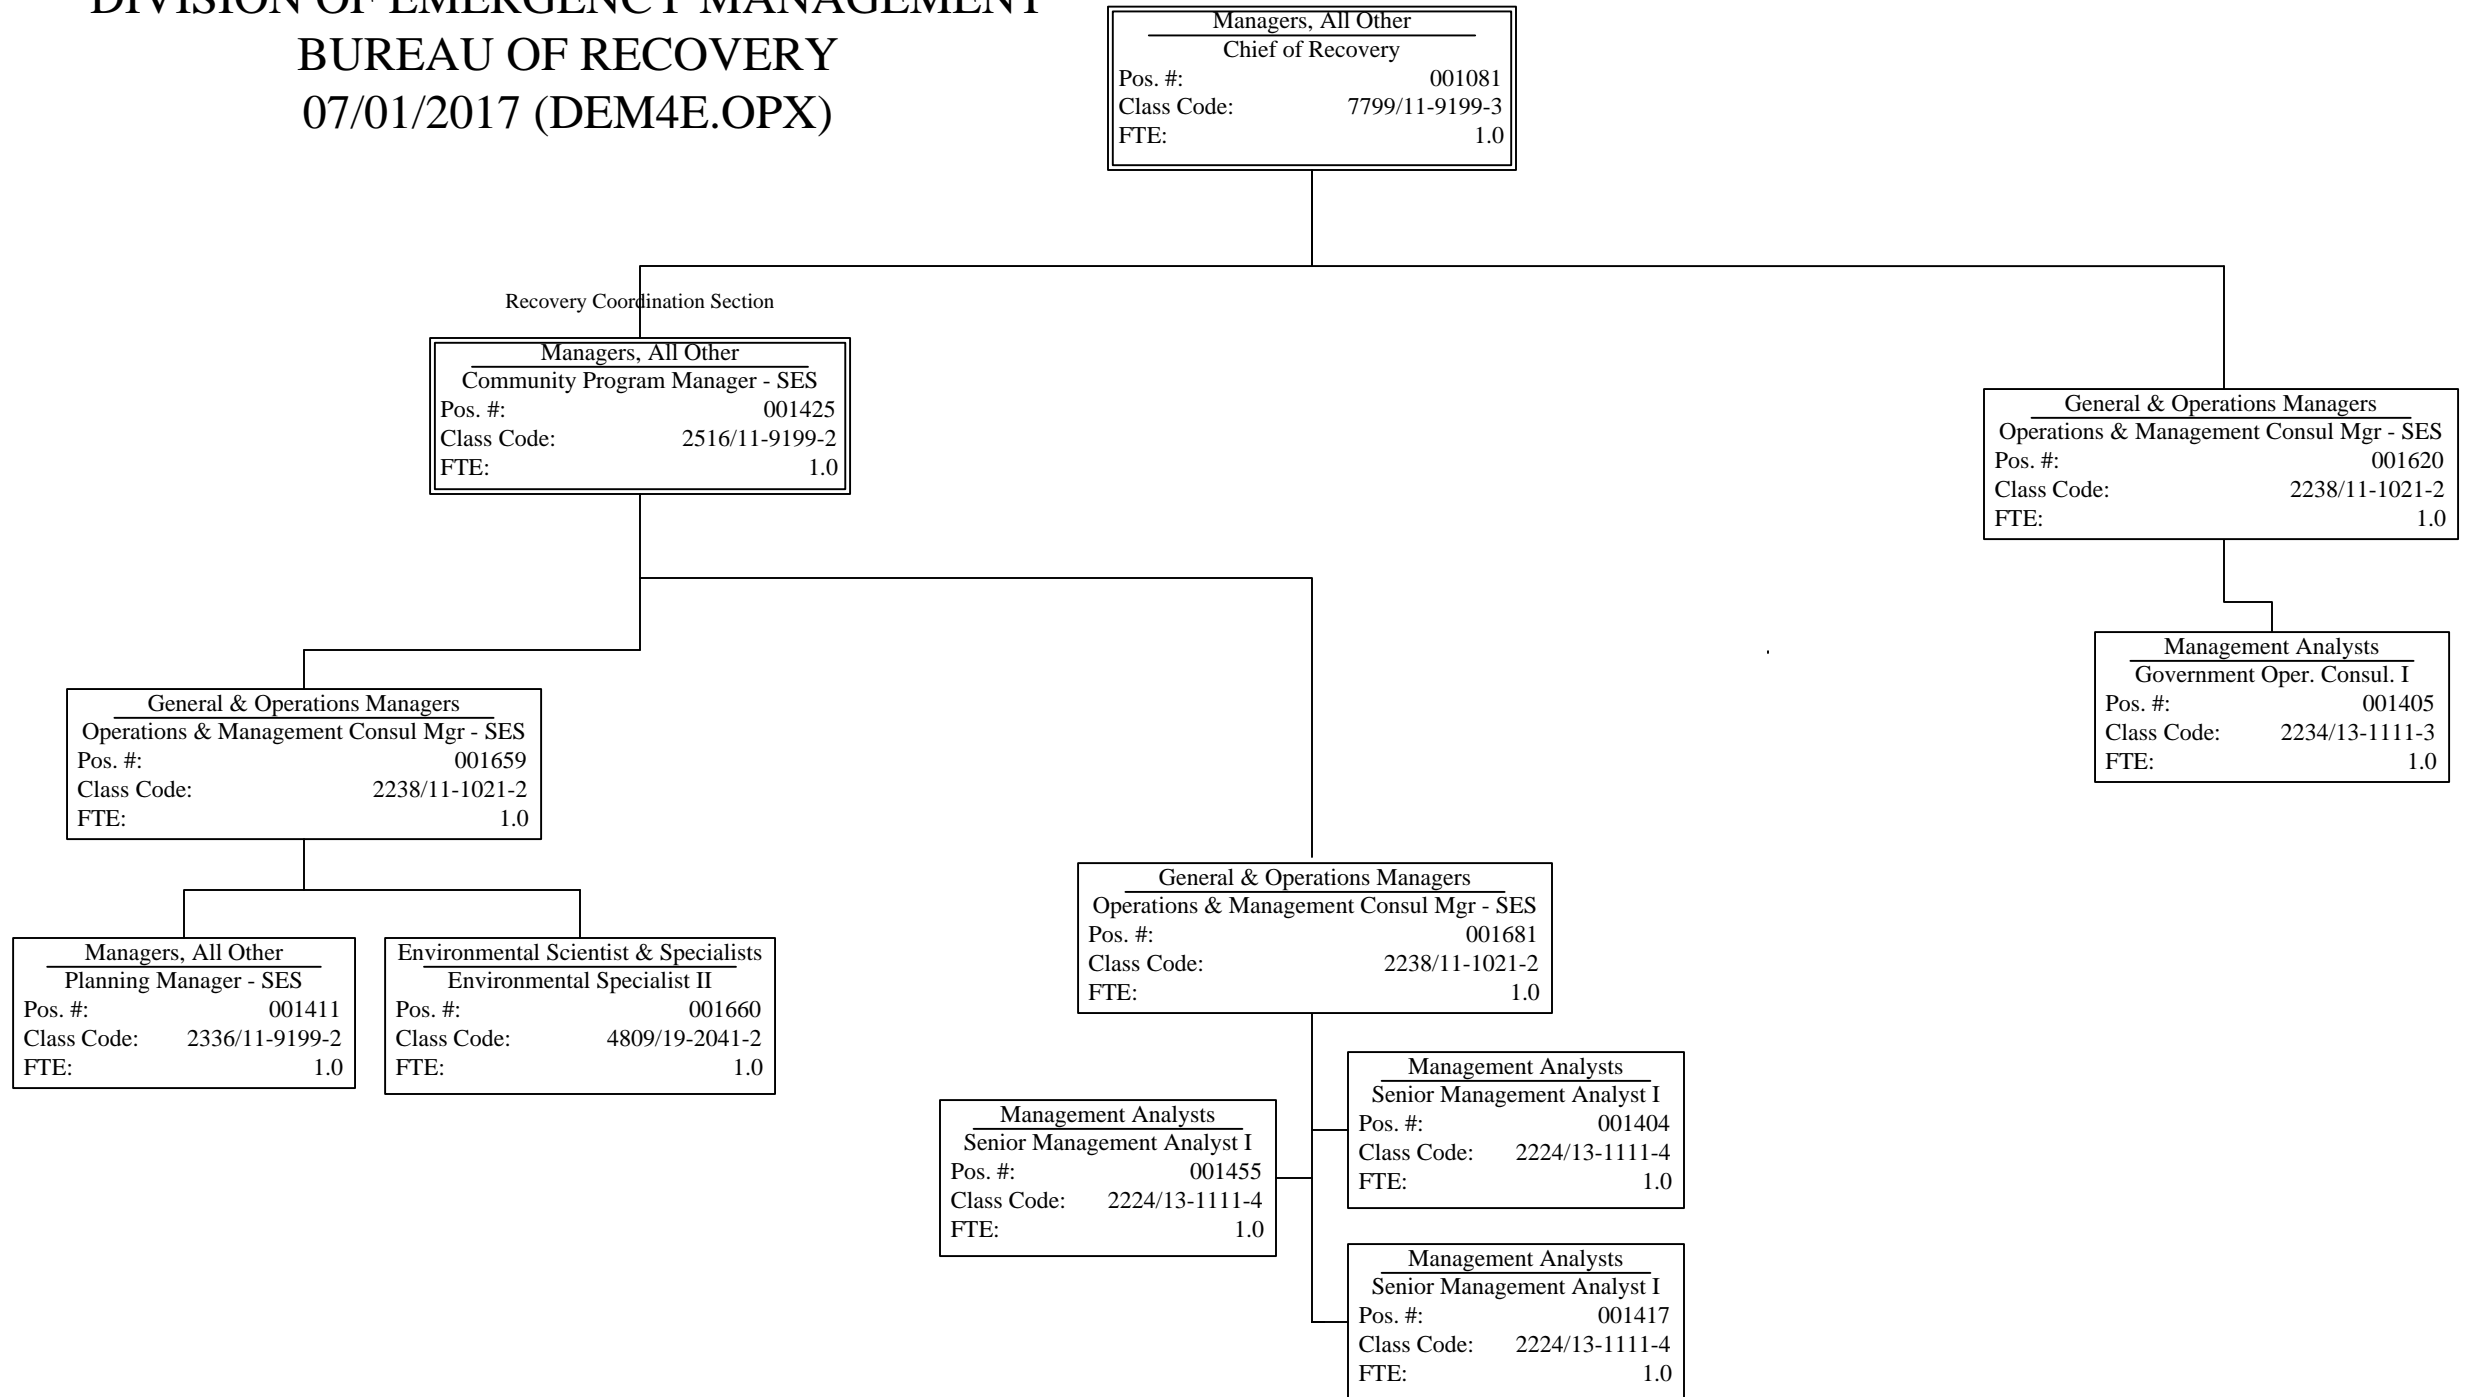 DIVISION OF EMERGENCY MANAGEMENT
BUREAU OF RECOVERY
07/01/2017 (DEM4E.OPX)
Managers, All Other
Chief of Recovery
Pos. #: 001081
Class Code: 7799/11-9199-3
FTE: 1.0
Recovery Coordination Section
Managers, All Other
Community Program Manager - SES
Pos. #: 001425
Class Code: 2516/11-9199-2
FTE: 1.0
General & Operations Managers
Operations & Management Consul Mgr - SES
Pos. #: 001620
Class Code: 2238/11-1021-2
FTE: 1.0
Management Analysts
Government Oper. Consul. I
Pos. #: 001405
Class Code: 2234/13-1111-3
FTE: 1.0
General & Operations Managers
Operations & Management Consul Mgr - SES
Pos. #: 001659
Class Code: 2238/11-1021-2
FTE: 1.0
Managers, All Other
Planning Manager - SES
Pos. #: 001411
Class Code: 2336/11-9199-2
FTE: 1.0
Environmental Scientist & Specialists
Environmental Specialist II
Pos. #: 001660
Class Code: 4809/19-2041-2
FTE: 1.0
General & Operations Managers
Operations & Management Consul Mgr - SES
Pos. #: 001681
Class Code: 2238/11-1021-2
FTE: 1.0
Management Analysts
Senior Management Analyst I
Pos. #: 001404
Class Code: 2224/13-1111-4
FTE: 1.0
Management Analysts
Senior Management Analyst I
Pos. #: 001455
Class Code: 2224/13-1111-4
FTE: 1.0
Management Analysts
Senior Management Analyst I
Pos. #: 001417
Class Code: 2224/13-1111-4
FTE: 1.0